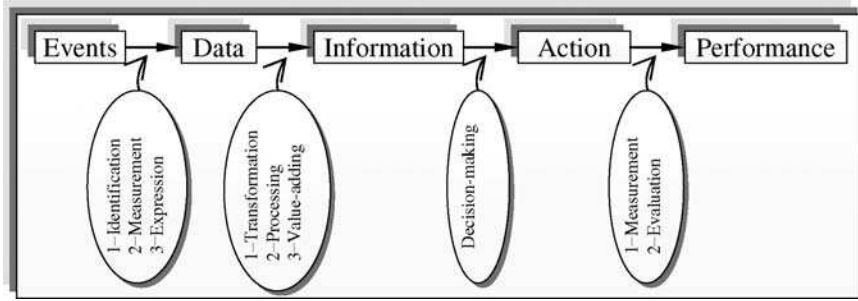 Events
Data
Information
Action
Performance
1–Identification
2–Measurement
3–Expression
1–Transformation
2–Processing
3–Value-adding
Decision-making
1–Measurement
2–Evaluation